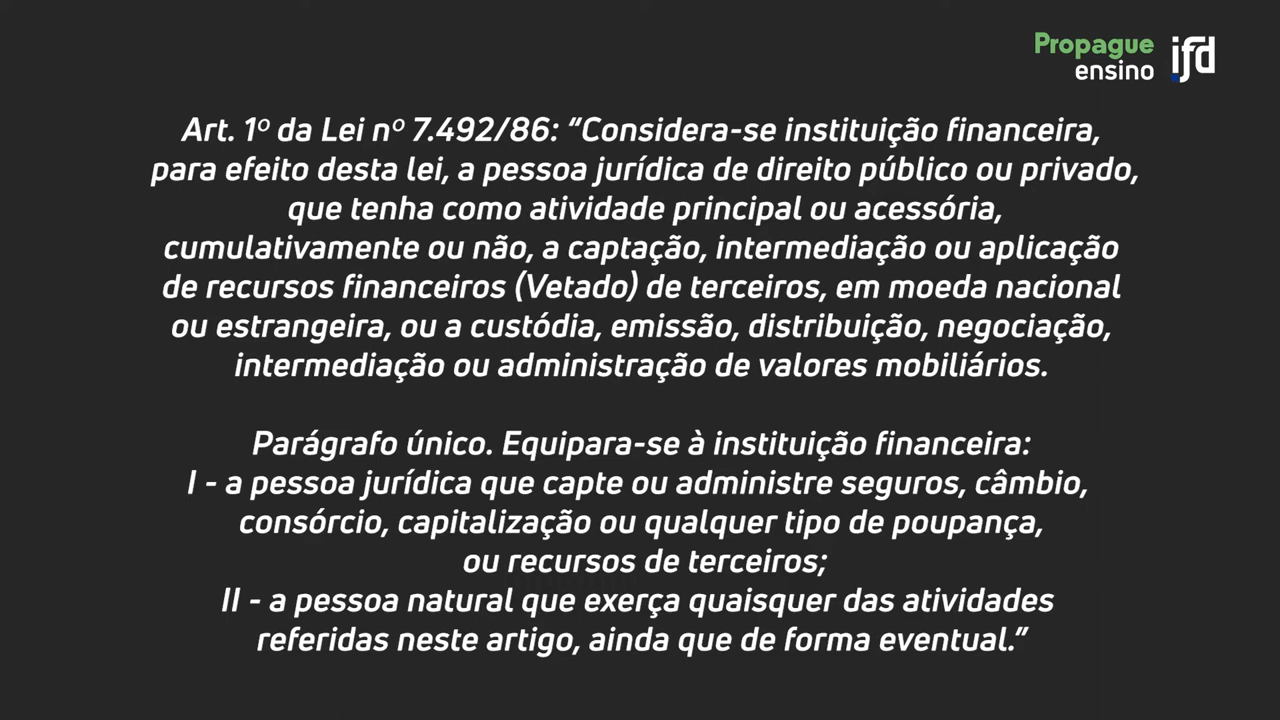 Propague
ensino
ifd
Art. 1º da Lei nº 7.492/86: “Considera-se instituição financeira,
para efeito desta lei, a pessoa jurídica de direito público ou privado,
que tenha como atividade principal ou acessória,
cumulativamente ou não, a captação, intermediação ou aplicação
de recursos financeiros (Vetado) de terceiros, em moeda nacional
ou estrangeira, ou a custódia, emissão, distribuição, negociação,
intermediação ou administração de valores mobiliários.
Parágrafo único. Equipara-se à instituição financeira:
I - a pessoa jurídica que capte ou administre seguros, câmbio,
consórcio, capitalização ou qualquer tipo de poupança,
ou recursos de terceiros;
II - a pessoa natural que exerça quaisquer das atividades
referidas neste artigo, ainda que de forma eventual.”